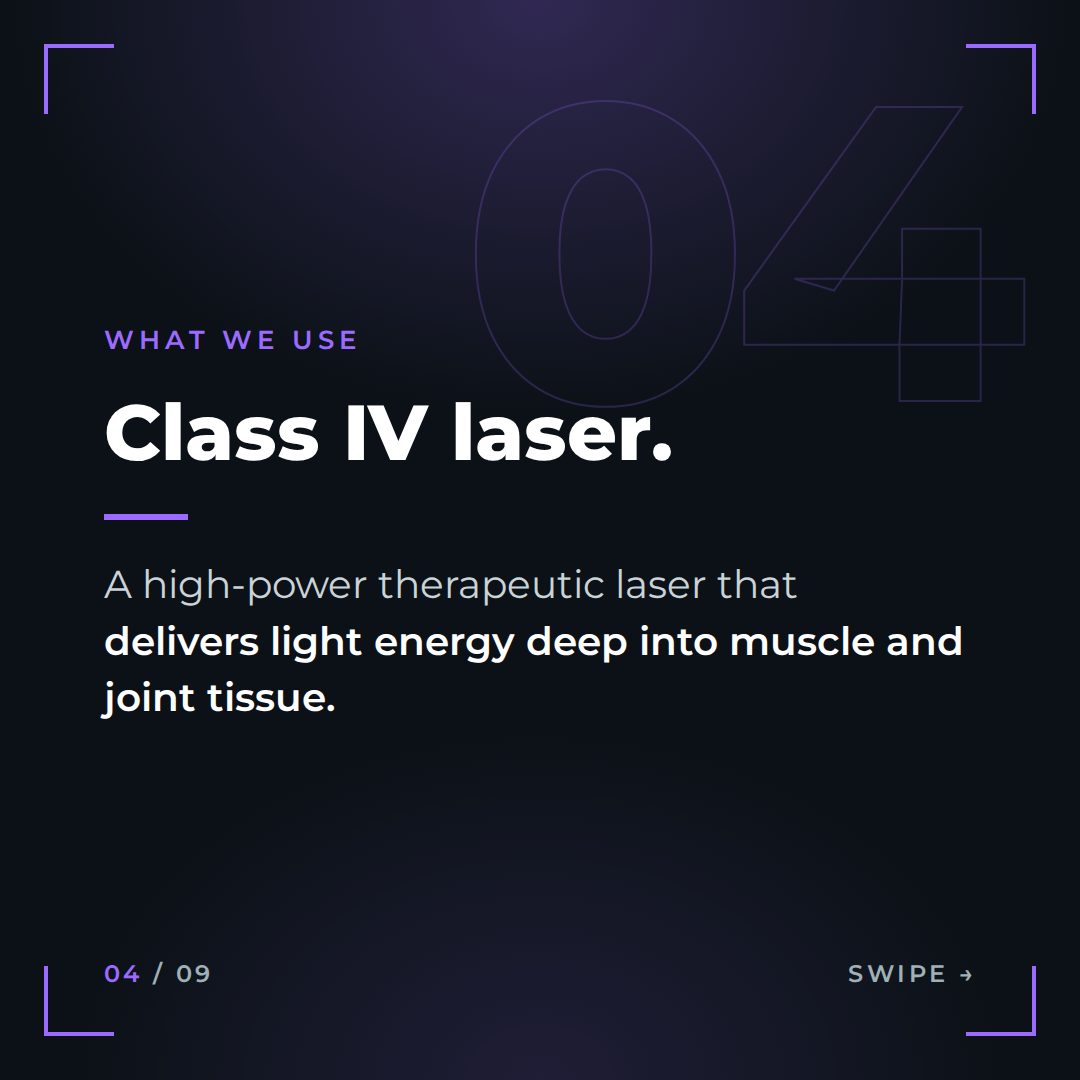 04
WHAT WE USE
Class IV laser.
A high-power therapeutic laser that
delivers light energy deep into muscle and
joint tissue.
04 / 09
SWIPE →